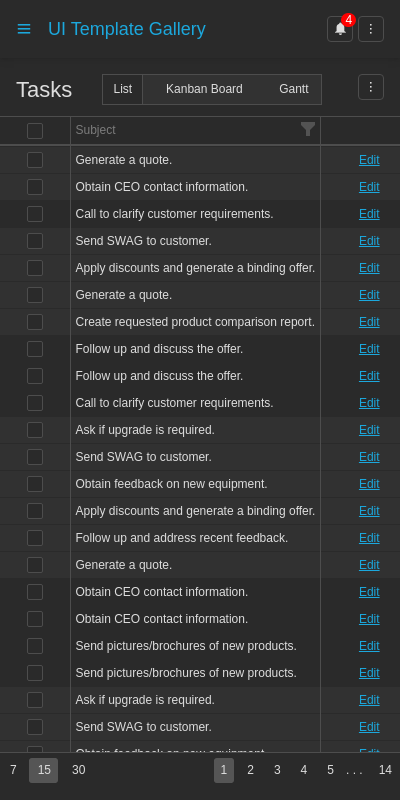 UI Template Gallery
4
Tasks
List Kanban Board Gantt
Subject
Generate a quote. Edit
Obtain CEO contact information. Edit
Call to clarify customer requirements. Edit
Send SWAG to customer. Edit
Apply discounts and generate a binding offer. Edit
Generate a quote. Edit
Create requested product comparison report. Edit
Follow up and discuss the offer. Edit
Follow up and discuss the offer. Edit
Call to clarify customer requirements. Edit
Ask if upgrade is required. Edit
Send SWAG to customer. Edit
Obtain feedback on new equipment. Edit
Apply discounts and generate a binding offer. Edit
Follow up and address recent feedback. Edit
Generate a quote. Edit
Obtain CEO contact information. Edit
Obtain CEO contact information. Edit
Send pictures/brochures of new products. Edit
Send pictures/brochures of new products. Edit
Ask if upgrade is required. Edit
Send SWAG to customer. Edit
Obtain feedback on new equipment. Edit
7 15 30 1 2 3 4 5 . . . 14